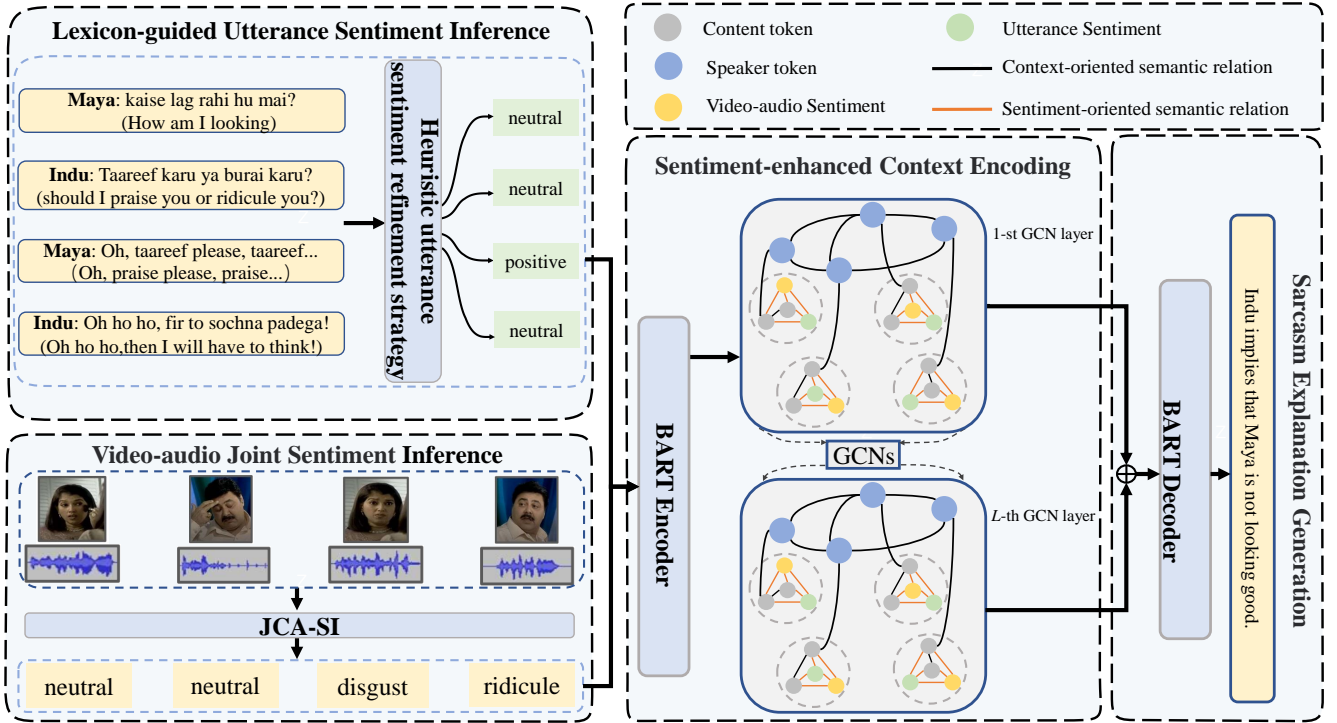 Lexicon-guided Utterance Sentiment Inference
Maya: kaise lag rahi hu mai?
(How am I looking)
Indu: Taareef karu ya burai karu?
(should I praise you or ridicule you?)
Maya: Oh, taareef please, taareef...
(Oh, praise please, praise...)
Indu: Oh ho ho, fir to sochna padega!
(Oh ho ho,then I will have to think!)
Heuristic utterance
sentiment refinement strategy
neutral
neutral
positive
neutral
Video-audio Joint Sentiment Inference
JCA-SI
neutral
neutral
disgust
ridicule
Content token
Utterance Sentiment
Speaker token
Context-oriented semantic relation
Video-audio Sentiment
Sentiment-oriented semantic relation
Sentiment-enhanced Context Encoding
BART Encoder
1-st GCN layer
GCNs
L-th GCN layer
BART Decoder
Indu implies that Maya is not looking good.
Sarcasm Explanation Generation